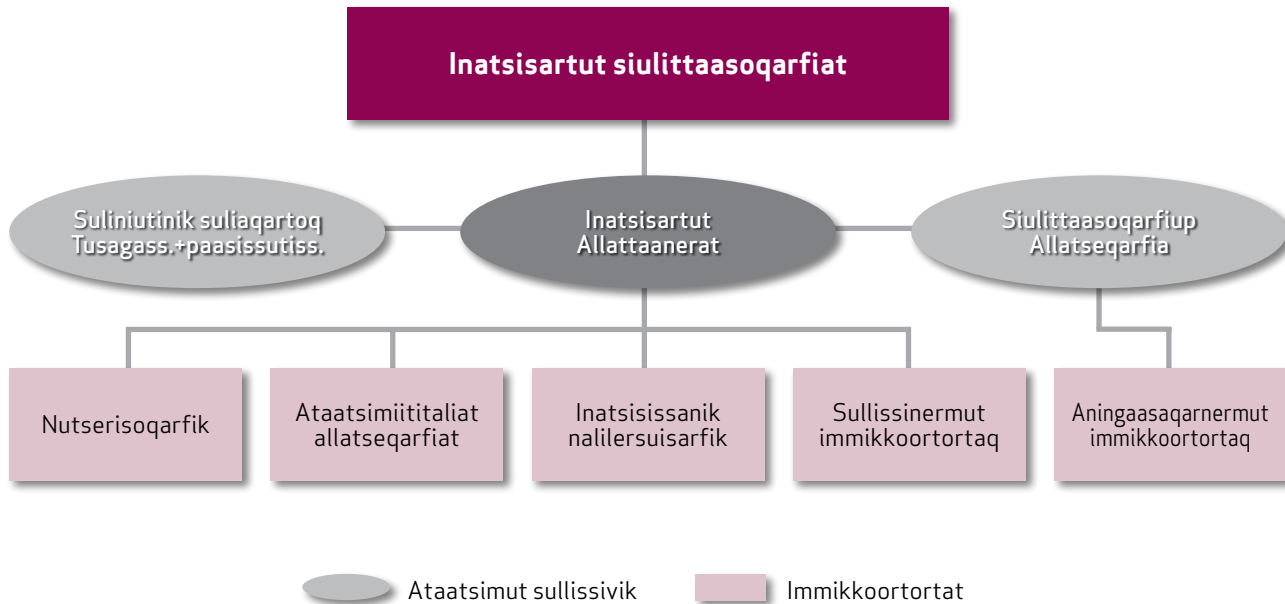 Inatsisartut siulittaasoqarfiat
Suliniutinik suliaqartoq
Tusagass.+paasissutiss.
Inatsisartut
Allattaanerat
Siulittaasoqarfiup
Allatseqarfia
Nutserisoqarfik
Ataatsimiititaliat
allatseqarfiat
Inatsisissanik
nalilersuisarfik
Sullissinermut
immikkoortortaq
Aningaasaqarnermut
immikkoortortaq
Ataatsimut sullissivik
Immikkoortortat